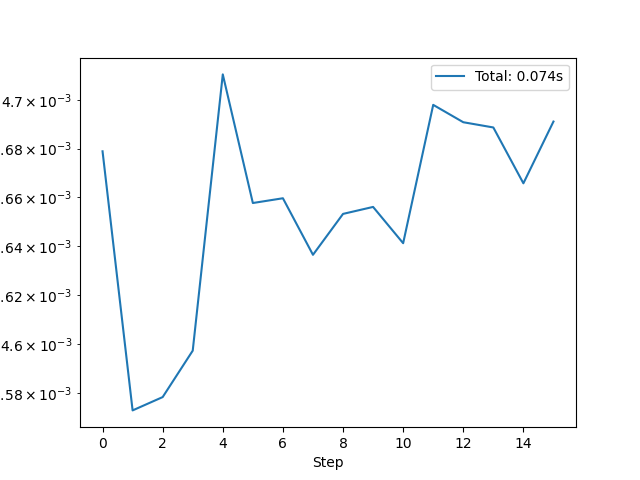 Total: 0.074s
4.7 × 10⁻³
.68 × 10⁻³
.66 × 10⁻³
.64 × 10⁻³
.62 × 10⁻³
4.6 × 10⁻³
.58 × 10⁻³
0 2 4 6 8 10 12 14
Step